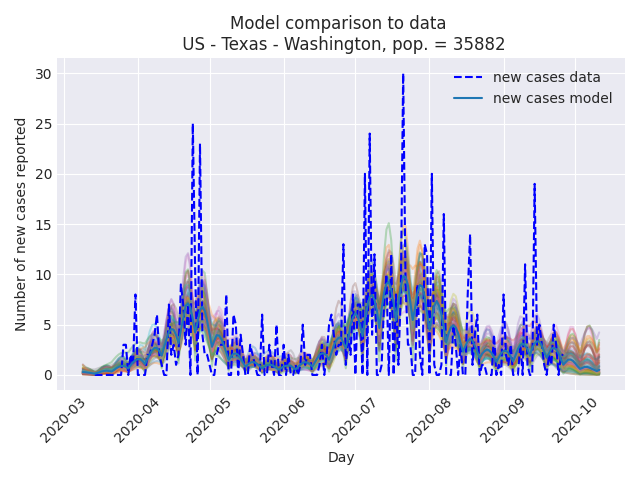 Model comparison to data
US - Texas - Washington, pop. = 35882
new cases data
new cases model
Number of new cases reported
30
25
20
15
10
5
0
2020-03
2020-04
2020-05
2020-06
2020-07
2020-08
2020-09
2020-10
Day